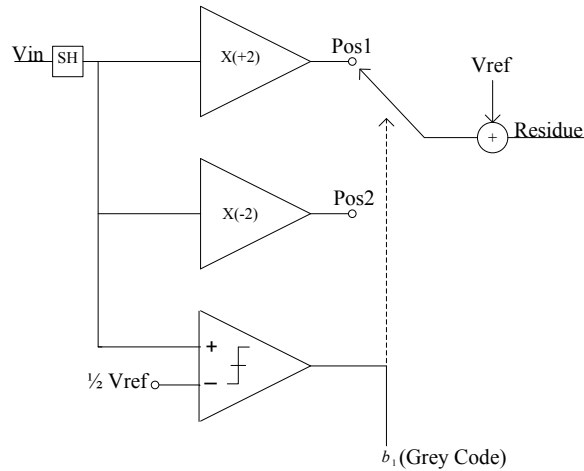 Vin
SH
X(+2)
Pos1
Vref
+
Residue
X(-2)
Pos2
+
½ Vref
−
b1 (Grey Code)